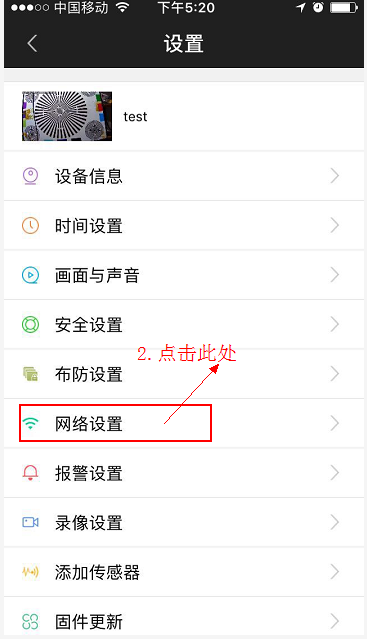 中国移动 下午5:20
设置
test
设备信息
时间设置
画面与声音
安全设置
2.点击此处
布防设置
网络设置
报警设置
录像设置
添加传感器
固件更新